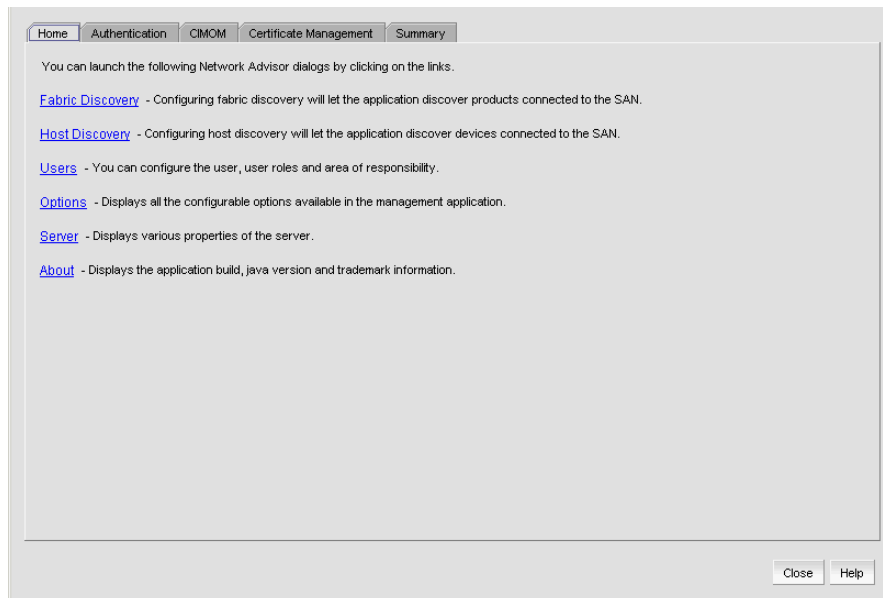 Home Authentication CIMOM Certificate Management Summary
You can launch the following Network Advisor dialogs by clicking on the links.
Fabric Discovery - Configuring fabric discovery will let the application discover products connected to the SAN.
Host Discovery - Configuring host discovery will let the application discover devices connected to the SAN.
Users - You can configure the user, user roles and area of responsibility.
Options - Displays all the configurable options available in the management application.
Server - Displays various properties of the server.
About - Displays the application build, java version and trademark information.
Close Help